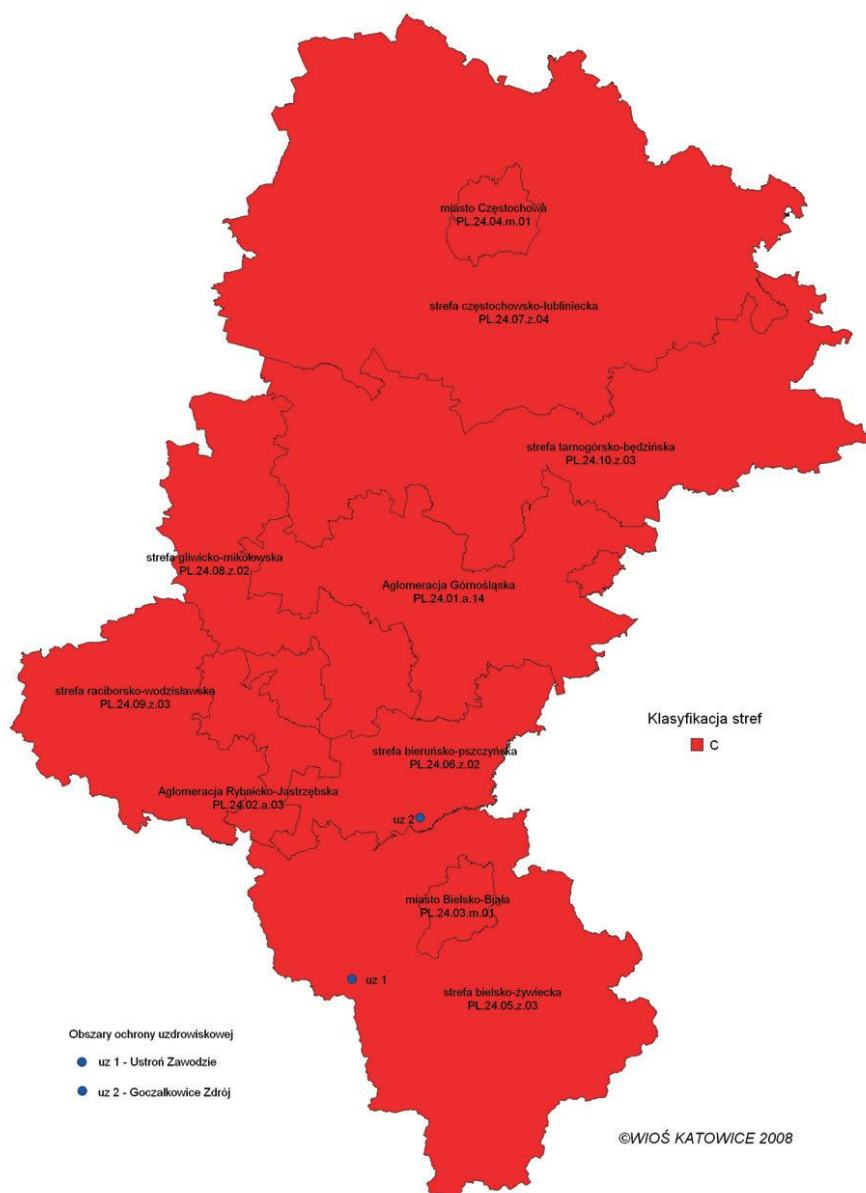 miasto Częstochowa
PL.24.04.m.01
strefa częstochowsko-lubliniecka
PL.24.07.z.04
strefa tarnogórsko-będzińska
PL.24.10.z.03
strefa gliwicko-mikołowska
PL.24.08.z.02
Aglomeracja Górnośląska
PL.24.01.a.14
strefa raciborsko-wodzisławska
PL.24.09.z.03
Klasyfikacja stref
C
strefa bieruńsko-pszczyńska
PL.24.06.z.02
Aglomeracja Rybnicko-Jastrzębska
PL.24.02.a.03
uz 2
miasto Bielsko-Biała
PL.24.03.m.01
uz 1
strefa bielsko-żywiecka
PL.24.05.z.03
Obszary ochrony uzdrowiskowej
uz 1 - Ustroń Zawodzie
uz 2 - Goczałkowice Zdrój
©WIOŚ KATOWICE 2008